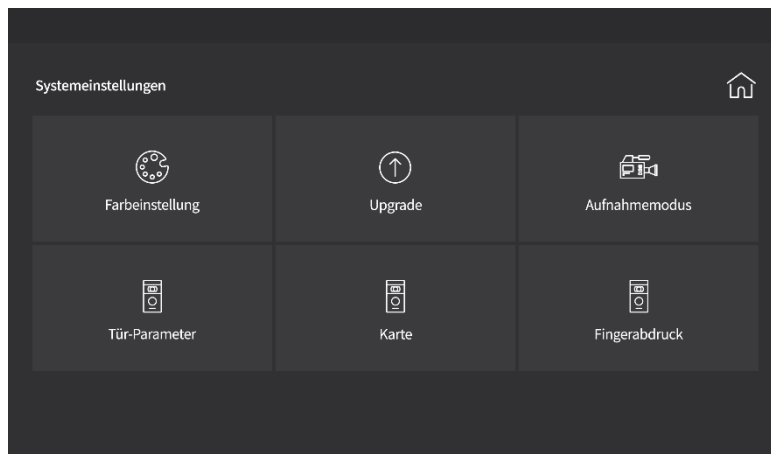 Systemeinstellungen
Farbeinstellung
Upgrade
Aufnahmemodus
Tür-Parameter
Karte
Fingerabdruck